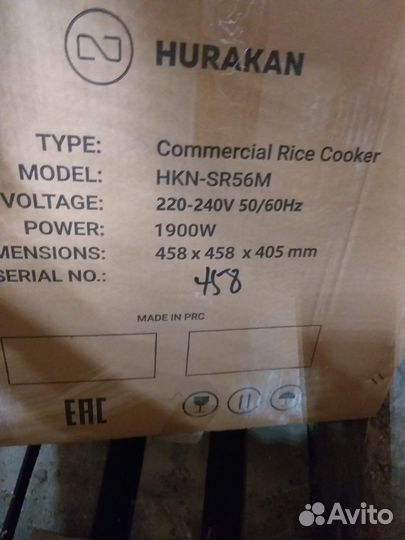 HURAKAN
TYPE: Commercial Rice Cooker
MODEL: HKN-SR56M
VOLTAGE: 220-240V 50/60Hz
POWER: 1900W
MENSIONS: 458 x 458 x 405 mm
SERIAL NO.: 458
MADE IN PRC
EAC
Avito